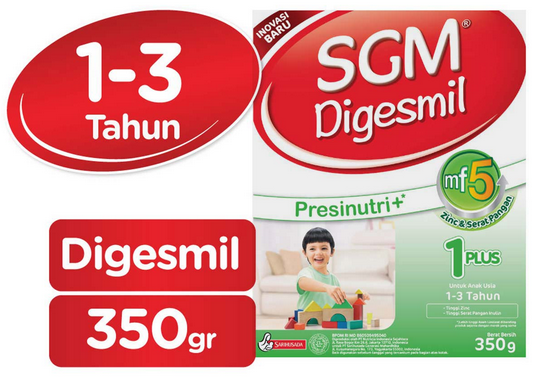 1-3
Tahun
Digesmil
350gr
INOVASI
BARU
SGM®
Digesmil
mf5
Zinc & Serat Pangan
Presinutri+*
1 PLUS
Untuk Anak Usia
1-3 Tahun
- Tinggi Zinc
- Tinggi Serat Pangan Inulin
SARIHUSADA
Berat Bersih
350g